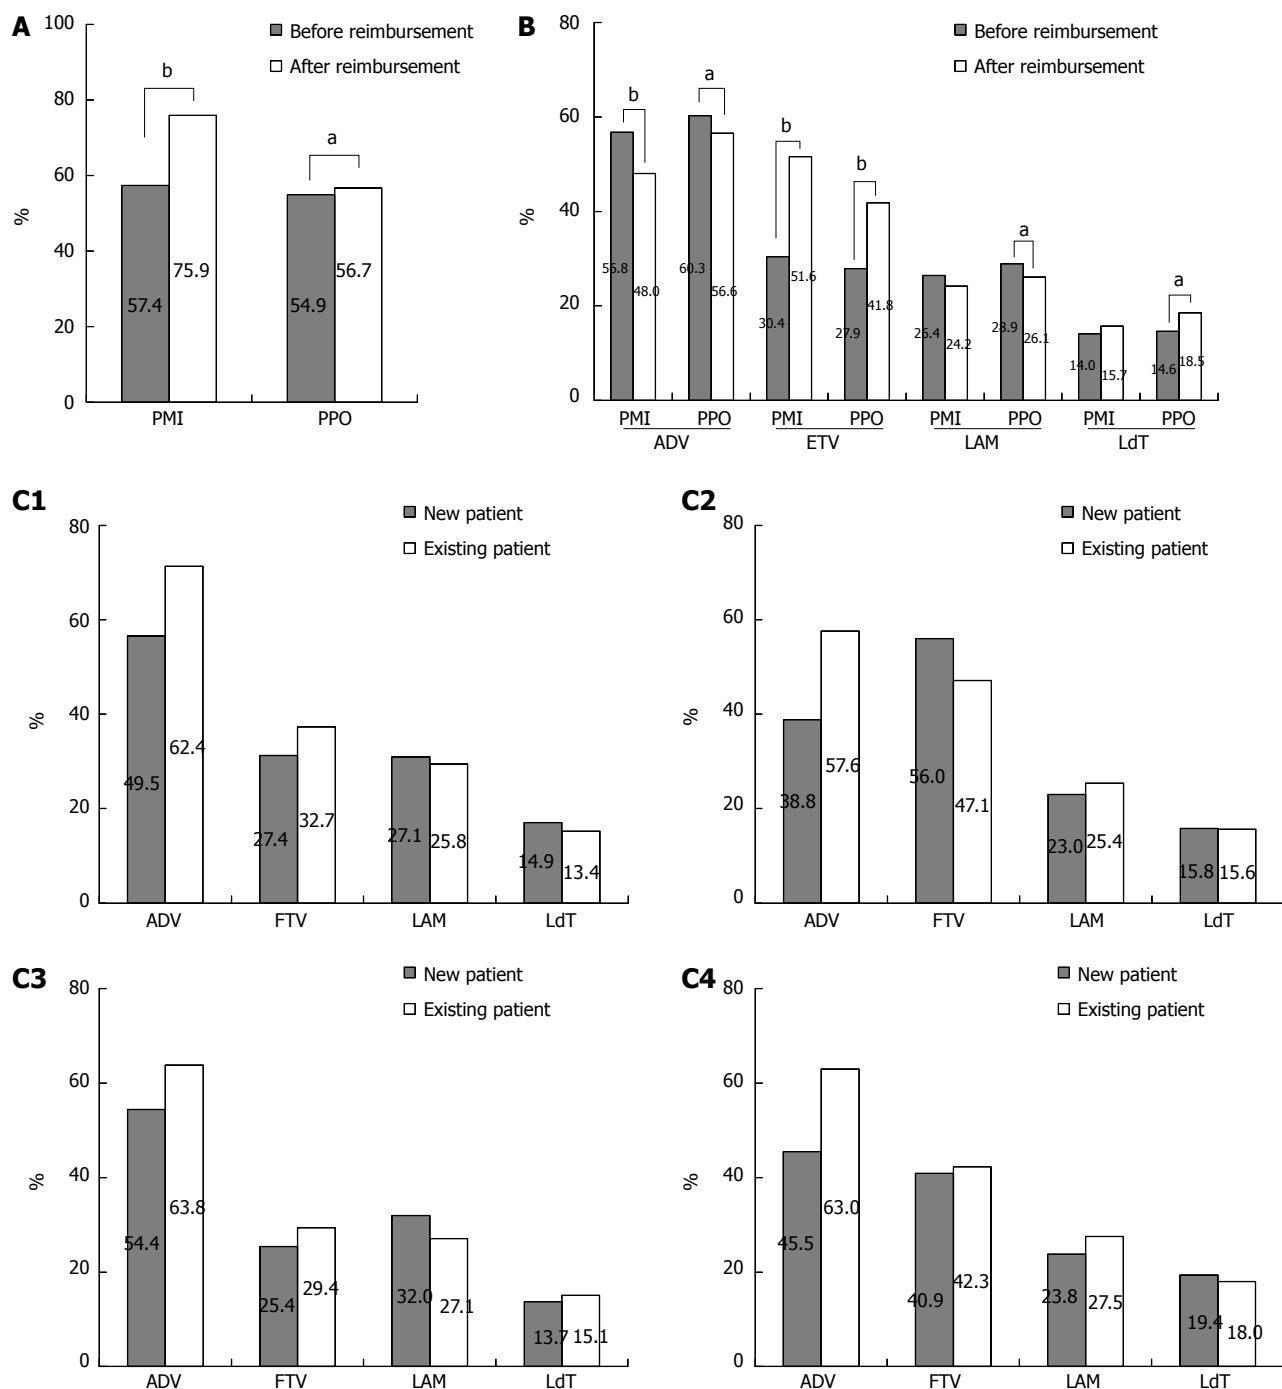 A
Before reimbursement
After reimbursement
100
80
60
40
20
0
%
b
a
57.4
75.9
54.9
56.7
PMI
PPO
B
Before reimbursement
After reimbursement
80
60
40
20
0
%
b
a
b
b
a
a
56.8
48.0
60.3
56.6
30.4
51.6
27.9
41.8
26.4
24.2
28.9
26.1
14.0
15.7
14.6
18.5
PMI PPO PMI PPO PMI PPO PMI PPO
ADV ETV LAM LdT
C1
New patient
Existing patient
80
60
40
20
0
%
49.5
62.4
27.4
32.7
27.1
25.8
14.9
13.4
ADV FTV LAM LdT
C2
New patient
Existing patient
80
60
40
20
0
%
38.8
57.6
56.0
47.1
23.0
25.4
15.8
15.6
ADV FTV LAM LdT
C3
New patient
Existing patient
80
60
40
20
0
%
54.4
63.8
25.4
29.4
32.0
27.1
13.7
15.1
ADV FTV LAM LdT
C4
New patient
Existing patient
80
60
40
20
0
%
45.5
63.0
40.9
42.3
23.8
27.5
19.4
18.0
ADV FTV LAM LdT